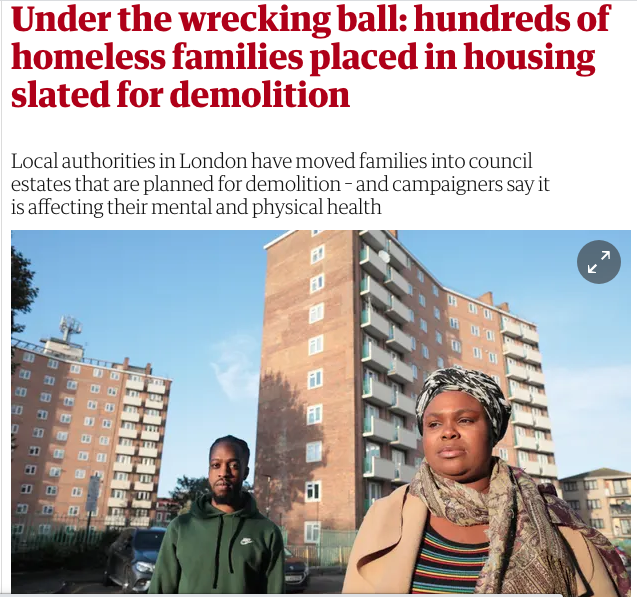 Under the wrecking ball: hundreds of
homeless families placed in housing
slated for demolition
Local authorities in London have moved families into council
estates that are planned for demolition – and campaigners say it
is affecting their mental and physical health